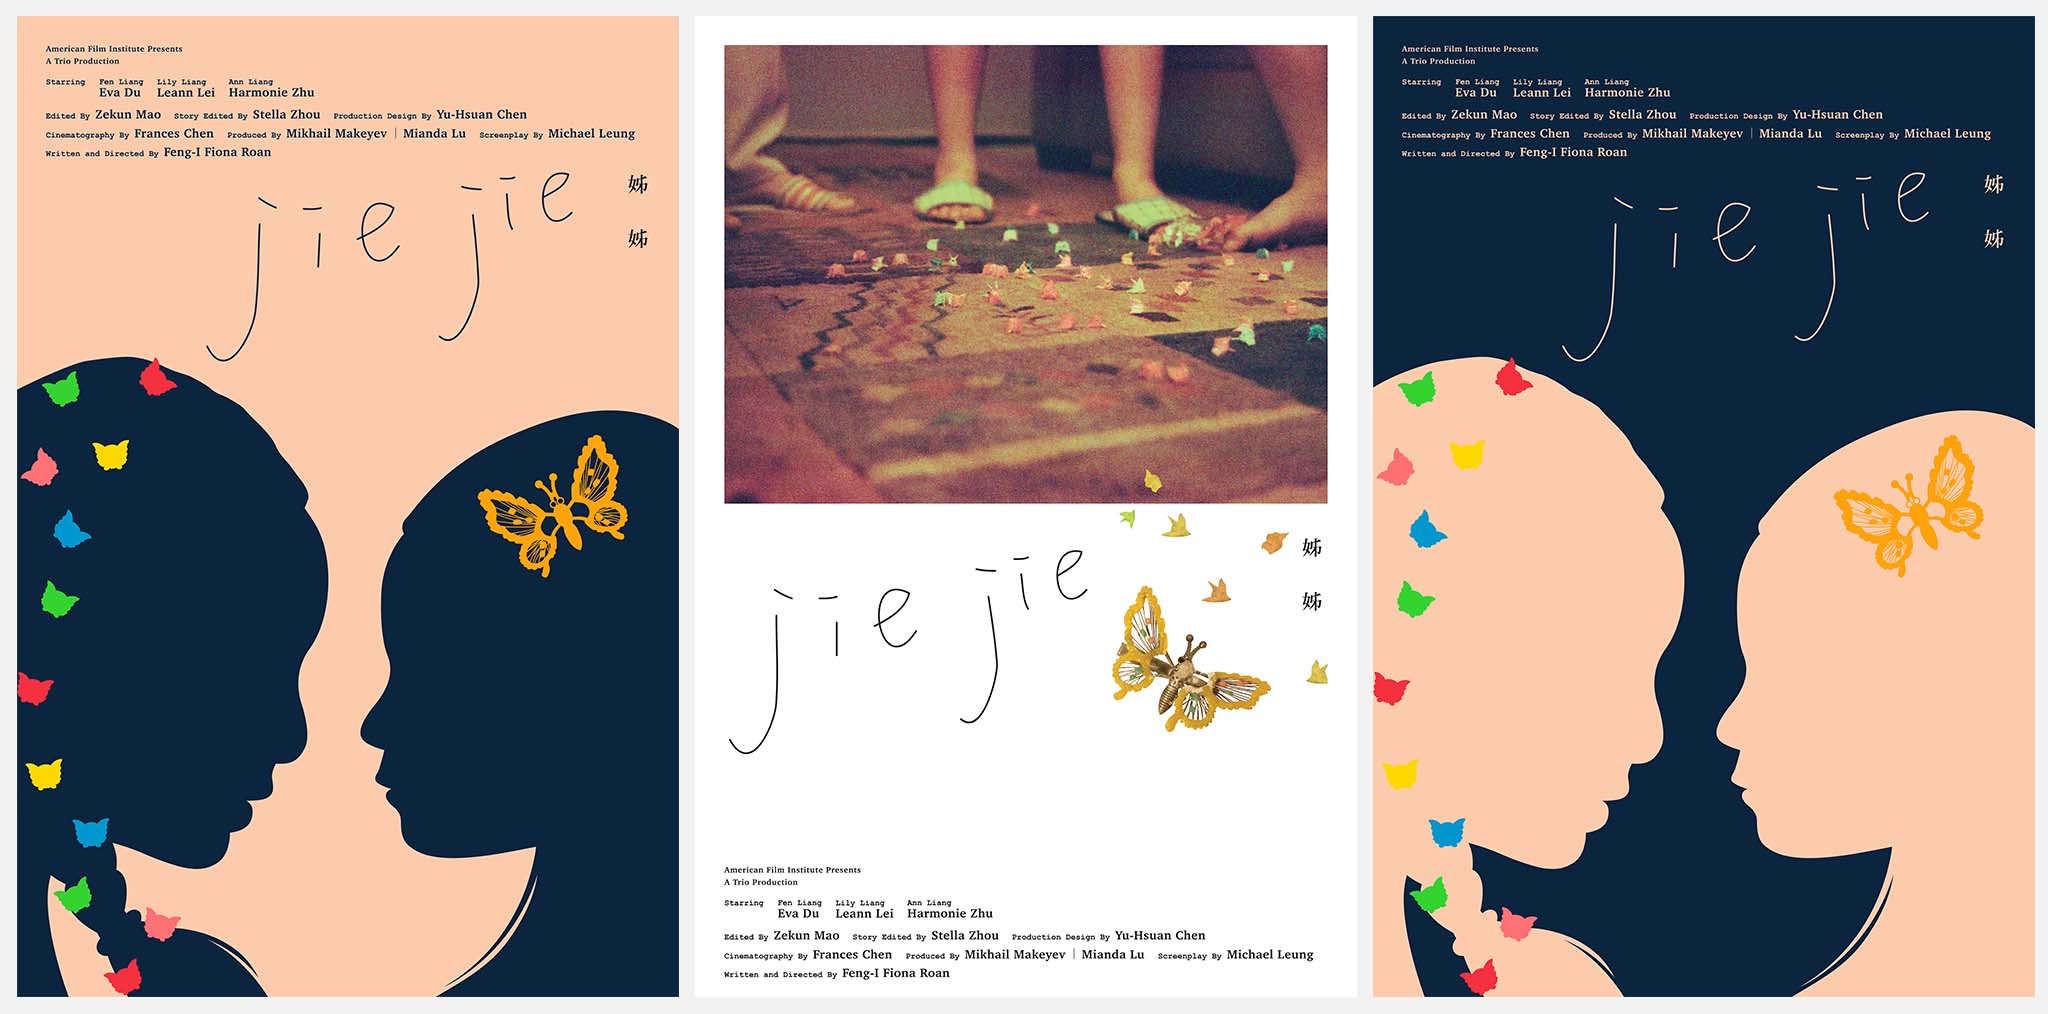 American Film Institute Presents
A Trio Production
Starring Fen Liang Lily Liang Ann Liang
Eva Du Leann Lei Harmonie Zhu
Edited By Zekun Mao Story Edited By Stella Zhou Production Design By Yu-Hsuan Chen
Cinematography By Frances Chen Produced By Mikhail Makeyev | Mianda Lu Screenplay By Michael Leung
Written and Directed By Feng-I Fiona Roan
jie jie
姊
姊
jie jie
姊
姊
American Film Institute Presents
A Trio Production
Starring Fen Liang Lily Liang Ann Liang
Eva Du Leann Lei Harmonie Zhu
Edited By Zekun Mao Story Edited By Stella Zhou Production Design By Yu-Hsuan Chen
Cinematography By Frances Chen Produced By Mikhail Makeyev | Mianda Lu Screenplay By Michael Leung
Written and Directed By Feng-I Fiona Roan
American Film Institute Presents
A Trio Production
Starring Fen Liang Lily Liang Ann Liang
Eva Du Leann Lei Harmonie Zhu
Edited By Zekun Mao Story Edited By Stella Zhou Production Design By Yu-Hsuan Chen
Cinematography By Frances Chen Produced By Mikhail Makeyev | Mianda Lu Screenplay By Michael Leung
Written and Directed By Feng-I Fiona Roan
jie jie
姊
姊